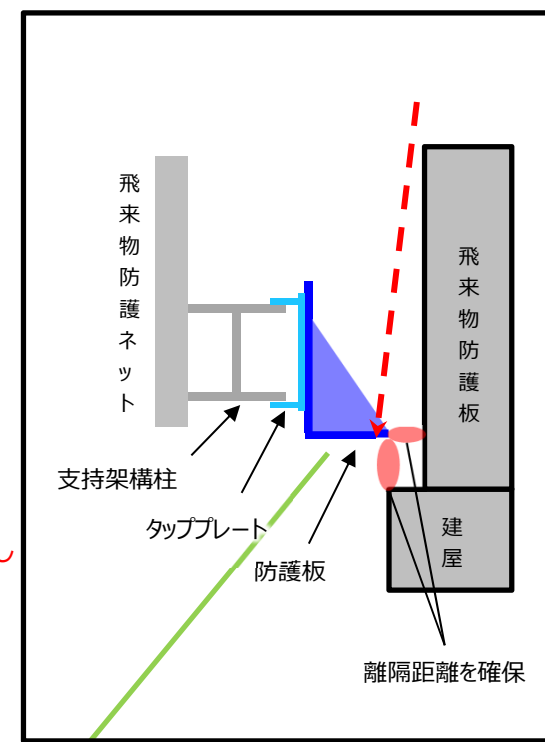 飛来物防護ネット
飛来物防護板
支持架構柱
タッププレート
防護板
建屋
離隔距離を確保